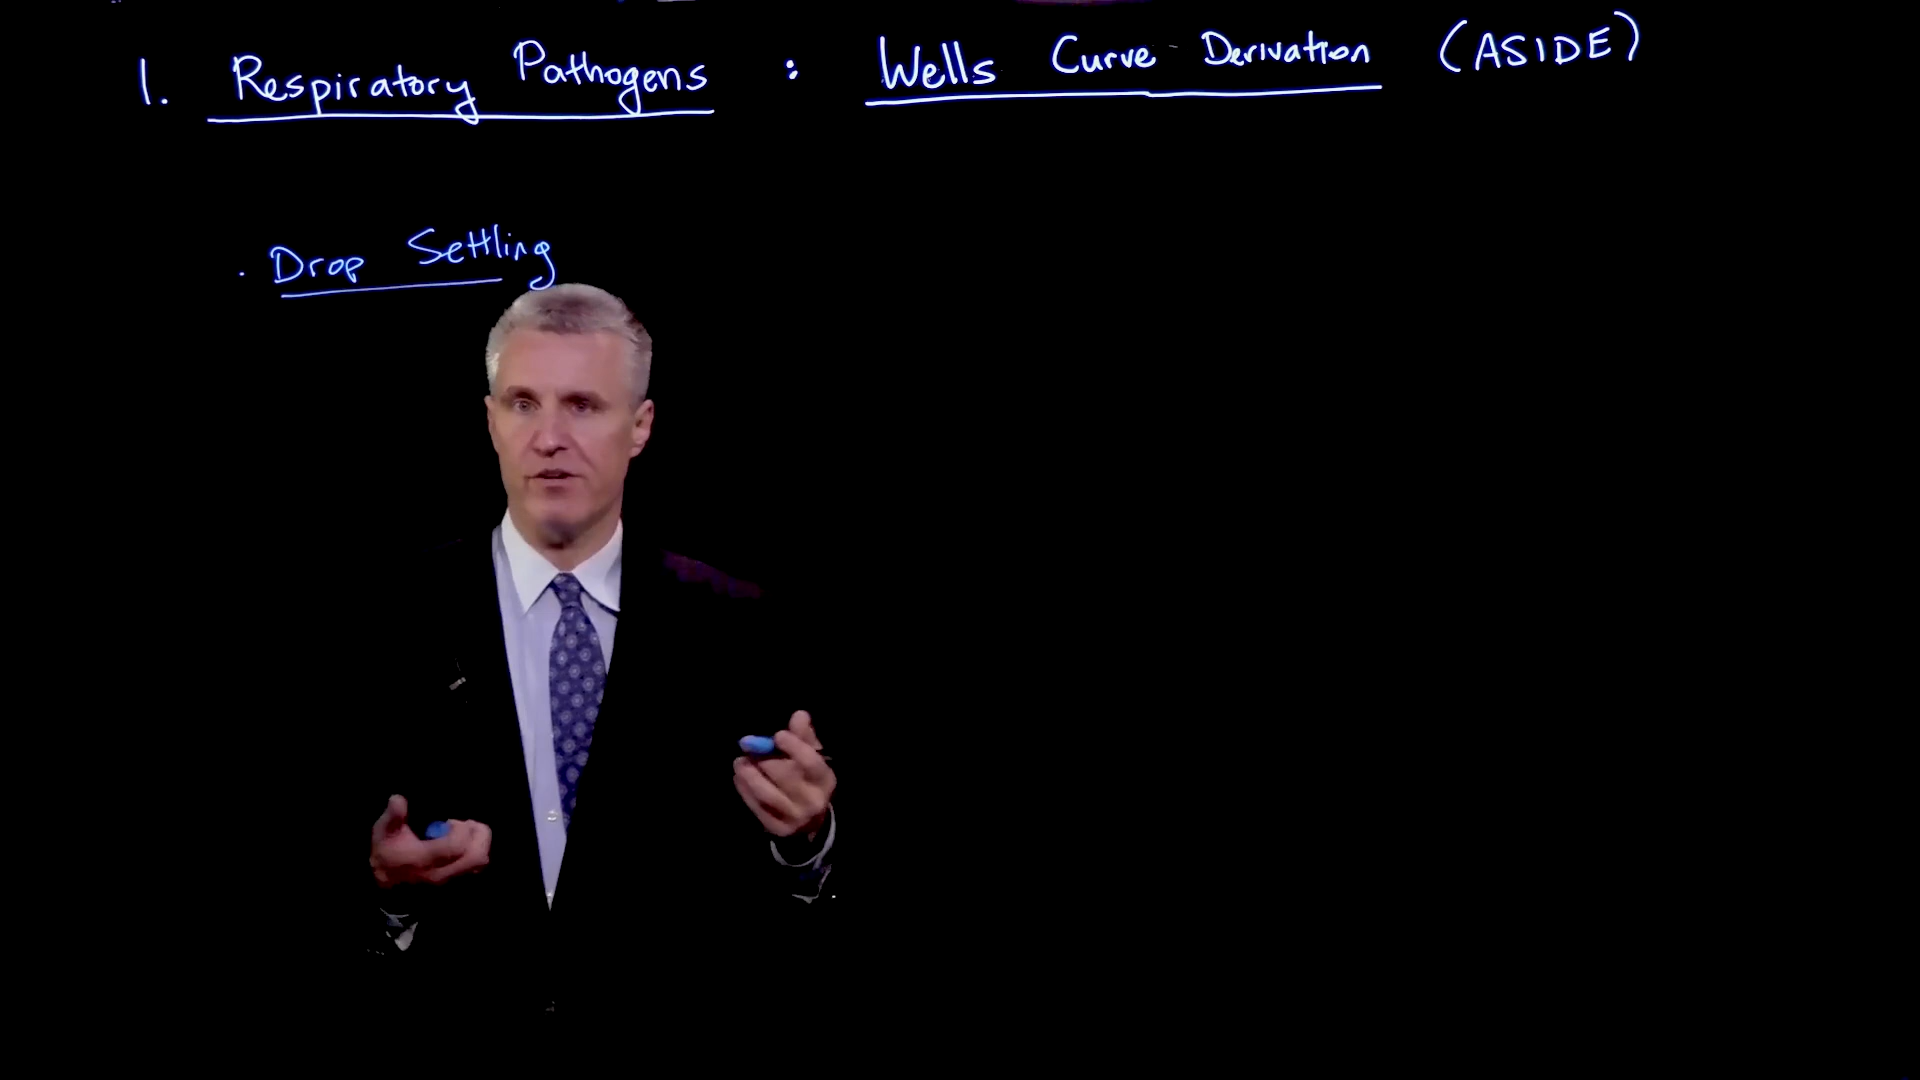 1. Respiratory Pathogens : Wells Curve Derivation (ASIDE)
· Drop Settling